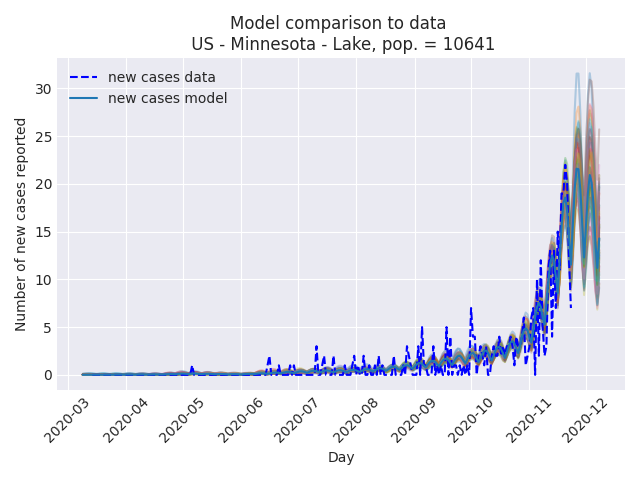 Model comparison to data
US - Minnesota - Lake, pop. = 10641
new cases data
new cases model
Number of new cases reported
30
25
20
15
10
5
0
2020-03
2020-04
2020-05
2020-06
2020-07
2020-08
2020-09
2020-10
2020-11
2020-12
Day